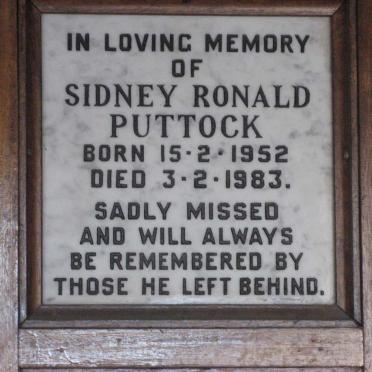 IN LOVING MEMORY
OF
SIDNEY RONALD
PUTTOCK
BORN 15·2·1952
DIED 3·2·1983.
SADLY MISSED
AND WILL ALWAYS
BE REMEMBERED BY
THOSE HE LEFT BEHIND.